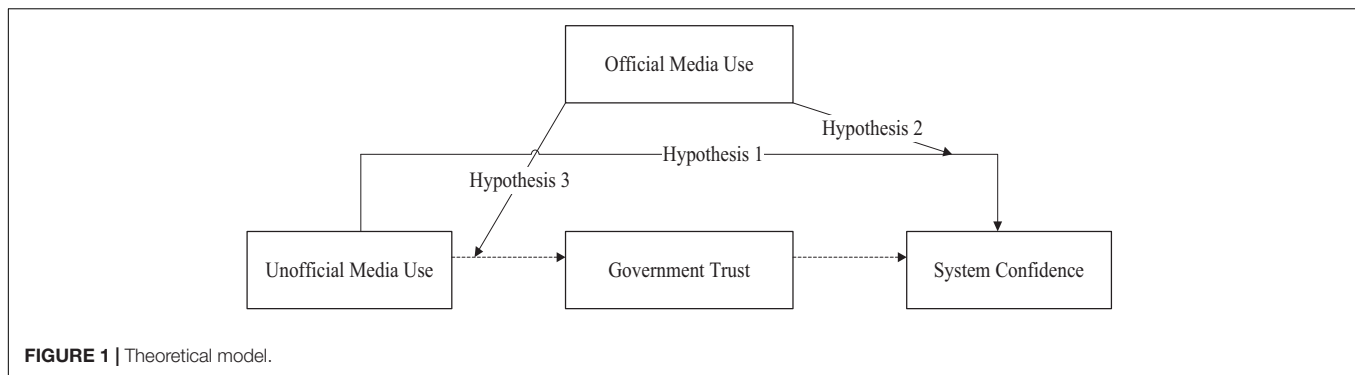 Official Media Use
Hypothesis 2
Hypothesis 1
Hypothesis 3
Unofficial Media Use
Government Trust
System Confidence
FIGURE 1 | Theoretical model.